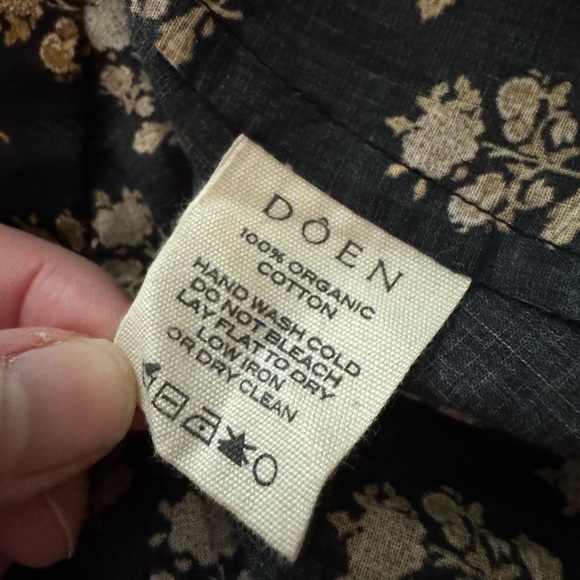 DÔEN
100% ORGANIC
COTTON
HAND WASH COLD
DO NOT BLEACH
LAY FLAT TO DRY
LOW IRON
OR DRY CLEAN